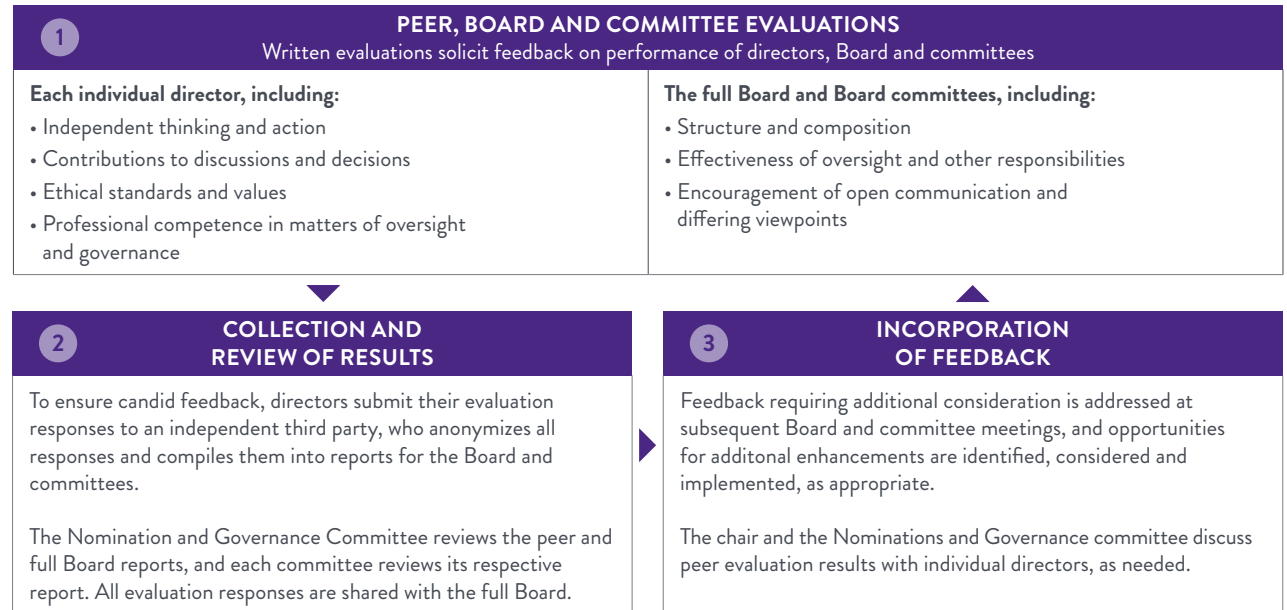 1
PEER, BOARD AND COMMITTEE EVALUATIONS
Written evaluations solicit feedback on performance of directors, Board and committees
Each individual director, including:
• Independent thinking and action
• Contributions to discussions and decisions
• Ethical standards and values
• Professional competence in matters of oversight
and governance
The full Board and Board committees, including:
• Structure and composition
• Effectiveness of oversight and other responsibilities
• Encouragement of open communication and
differing viewpoints
2
COLLECTION AND
REVIEW OF RESULTS
To ensure candid feedback, directors submit their evaluation
responses to an independent third party, who anonymizes all
responses and compiles them into reports for the Board and
committees.
The Nomination and Governance Committee reviews the peer and
full Board reports, and each committee reviews its respective
report. All evaluation responses are shared with the full Board.
3
INCORPORATION
OF FEEDBACK
Feedback requiring additional consideration is addressed at
subsequent Board and committee meetings, and opportunities
for additonal enhancements are identified, considered and
implemented, as appropriate.
The chair and the Nominations and Governance committee discuss
peer evaluation results with individual directors, as needed.